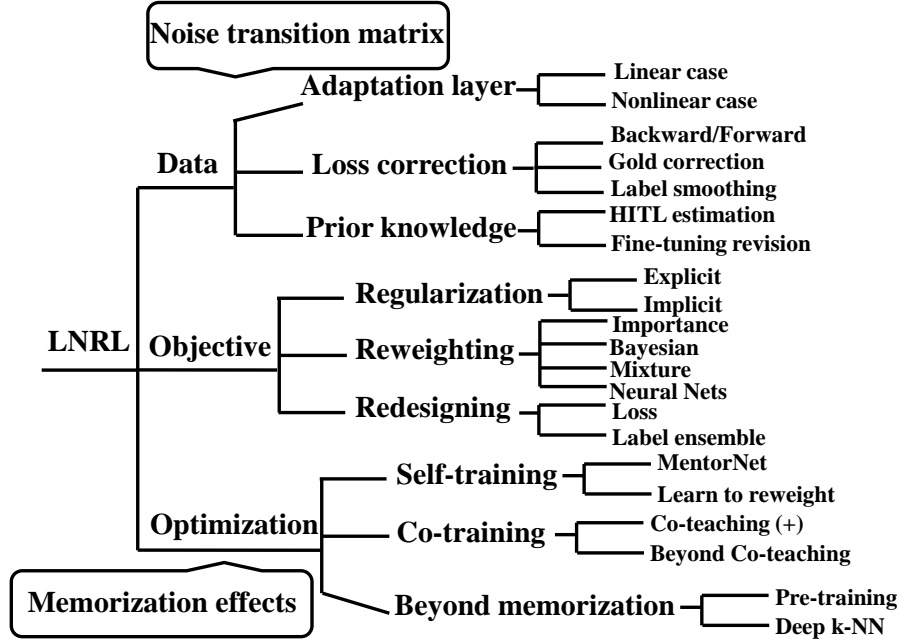 Noise transition matrix
Adaptation layer
Linear case
Nonlinear case
Data
Loss correction
Backward/Forward
Gold correction
Label smoothing
Prior knowledge
HITL estimation
Fine-tuning revision
LNRL
Objective
Regularization
Explicit
Implicit
Reweighting
Importance
Bayesian
Mixture
Neural Nets
Redesigning
Loss
Label ensemble
Optimization
Self-training
MentorNet
Learn to reweight
Co-training
Co-teaching (+)
Beyond Co-teaching
Memorization effects
Beyond memorization
Pre-training
Deep k-NN